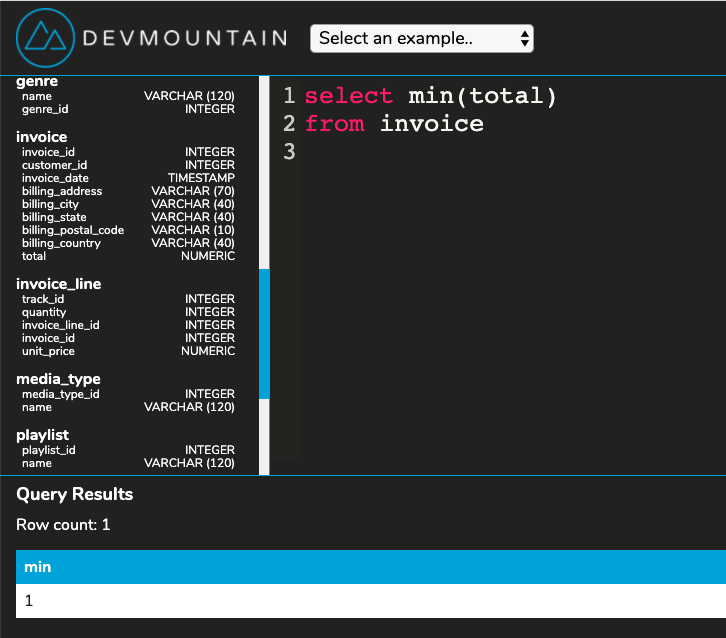 DEVMOUNTAIN
Select an example..
genre
name VARCHAR (120)
genre_id INTEGER
invoice
invoice_id INTEGER
customer_id INTEGER
invoice_date TIMESTAMP
billing_address VARCHAR (70)
billing_city VARCHAR (40)
billing_state VARCHAR (40)
billing_postal_code VARCHAR (10)
billing_country VARCHAR (40)
total NUMERIC
invoice_line
track_id INTEGER
quantity INTEGER
invoice_line_id INTEGER
invoice_id INTEGER
unit_price NUMERIC
media_type
media_type_id INTEGER
name VARCHAR (120)
playlist
playlist_id INTEGER
name VARCHAR (120)
1 select min(total)
2 from invoice
3
Query Results
Row count: 1
min
1